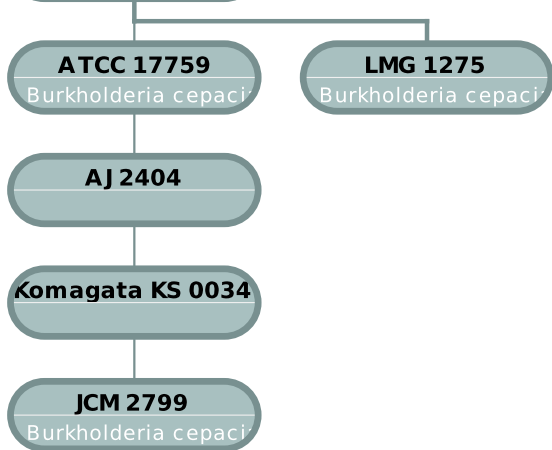 ATCC 17759
Burkholderia cepaci
LMG 1275
Burkholderia cepaci
AJ 2404
Komagata KS 0034
JCM 2799
Burkholderia cepaci